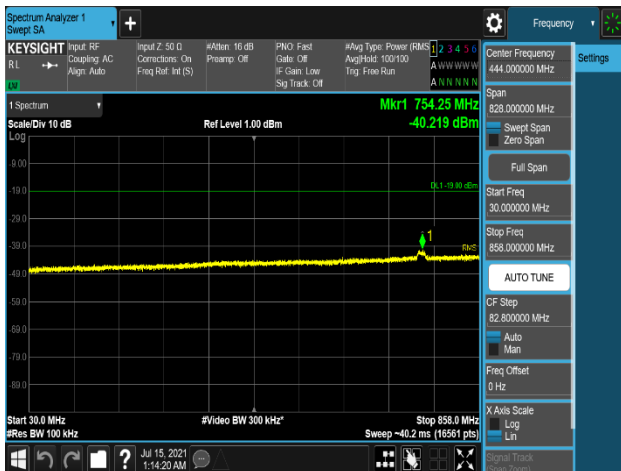 Spectrum Analyzer 1
Swept SA
+
Frequency
KEYSIGHT
RL
Input: RF
Coupling: AC
Align: Auto
Input Z: 50 Ω
Corrections: On
Freq Ref: Int (S)
#Atten: 16 dB
Preamp: Off
PNO: Fast
Gate: Off
IF Gain: Low
Sig Track: Off
#Avg Type: Power (RMS
Avg|Hold: 100/100
Trig: Free Run
1 2 3 4 5 6
A W W W W W
A N N N N N
LXI
Settings
Center Frequency
444.000000 MHz
Span
828.000000 MHz
Swept Span
Zero Span
Full Span
Start Freq
30.000000 MHz
Stop Freq
858.000000 MHz
AUTO TUNE
CF Step
82.800000 MHz
Auto
Man
Freq Offset
0 Hz
X Axis Scale
Log
Lin
Signal Track
(Span Zoom)
1 Spectrum
Scale/Div 10 dB
Log
Ref Level 1.00 dBm
Mkr1 754.25 MHz
-40.219 dBm
-9.00
-19.0
DL1 -19.00 dBm
-29.0
-39.0
1
RMS
-49.0
-59.0
-69.0
-79.0
-89.0
Start 30.0 MHz
#Video BW 300 kHz*
Stop 858.0 MHz
#Res BW 100 kHz
Sweep ~40.2 ms (16561 pts)
?
Jul 15, 2021
1:14:20 AM